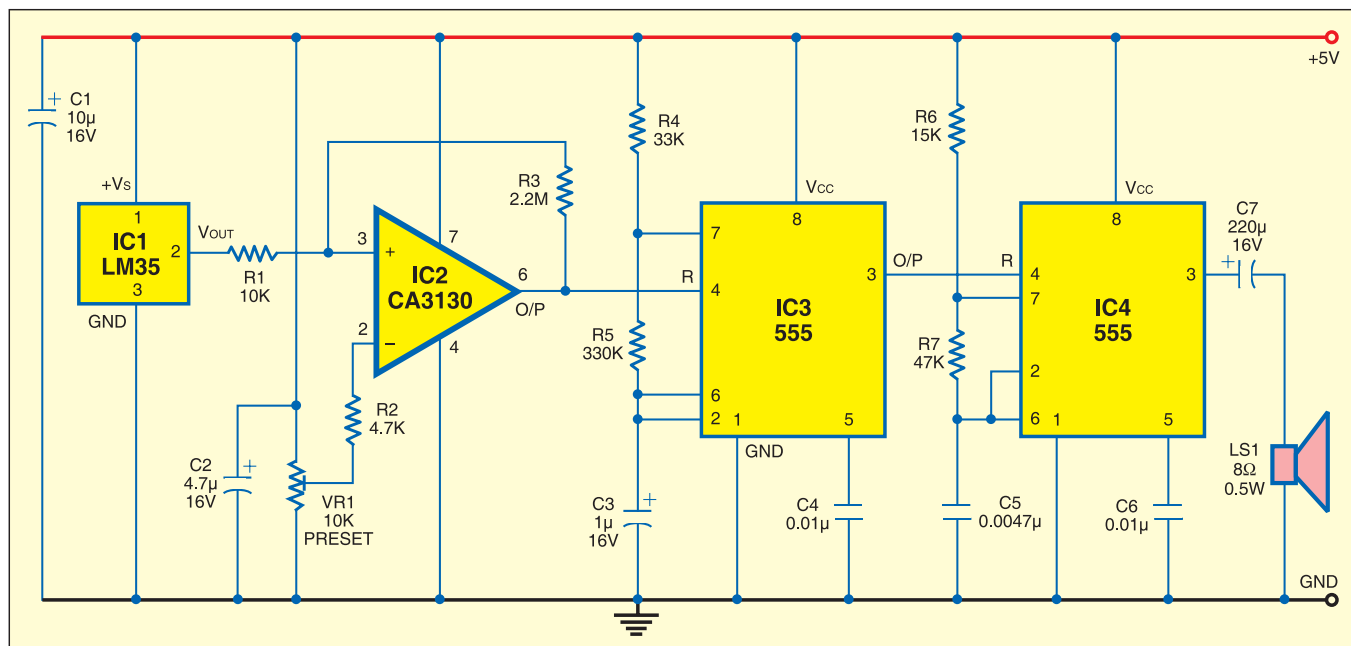 +5V
C1
10µ
16V
+
+VS
1
IC1
LM35
2
3
GND
VOUT
R1
10K
R3
2.2M
3
+
7
IC2
CA3130
6
O/P
2
−
4
R2
4.7K
C2
4.7µ
16V
+
VR1
10K
PRESET
R4
33K
R5
330K
C3
1µ
16V
+
VCC
8
7
R
4
IC3
555
3
O/P
6
2
1
5
GND
C4
0.01µ
R6
15K
R7
47K
C5
0.0047µ
VCC
8
R
4
7
IC4
555
3
2
6
1
5
C6
0.01µ
C7
220µ
16V
+
LS1
8Ω
0.5W
GND